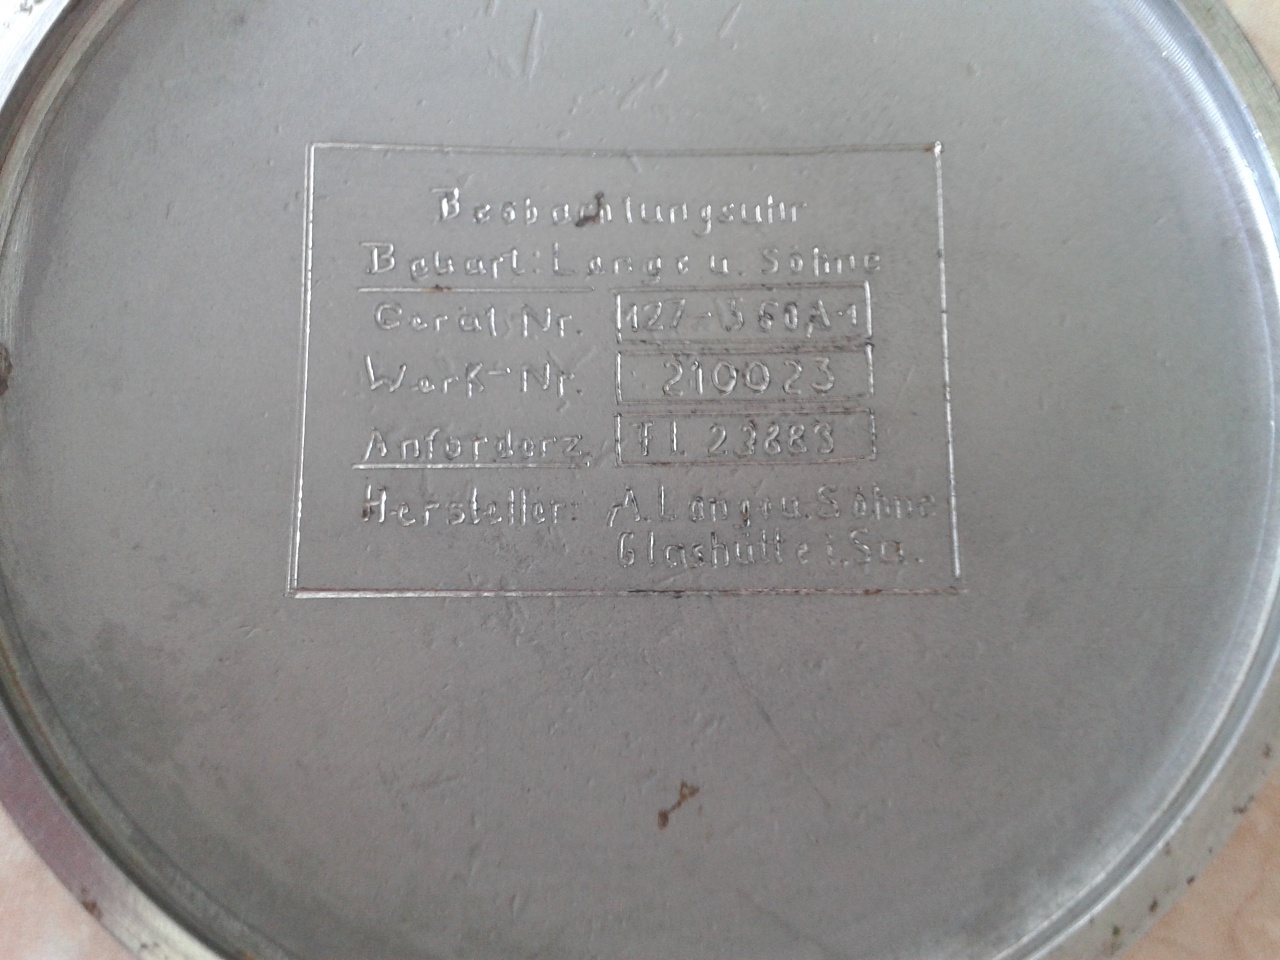 Beobachtungsuhr
Bauart: Lange u. Söhne
Gerät Nr. 127-560A-1
Werk-Nr. 210023
Anforderz. Fl. 23883
Hersteller: A. Lange u. Söhne
Glashütte i. Sa.